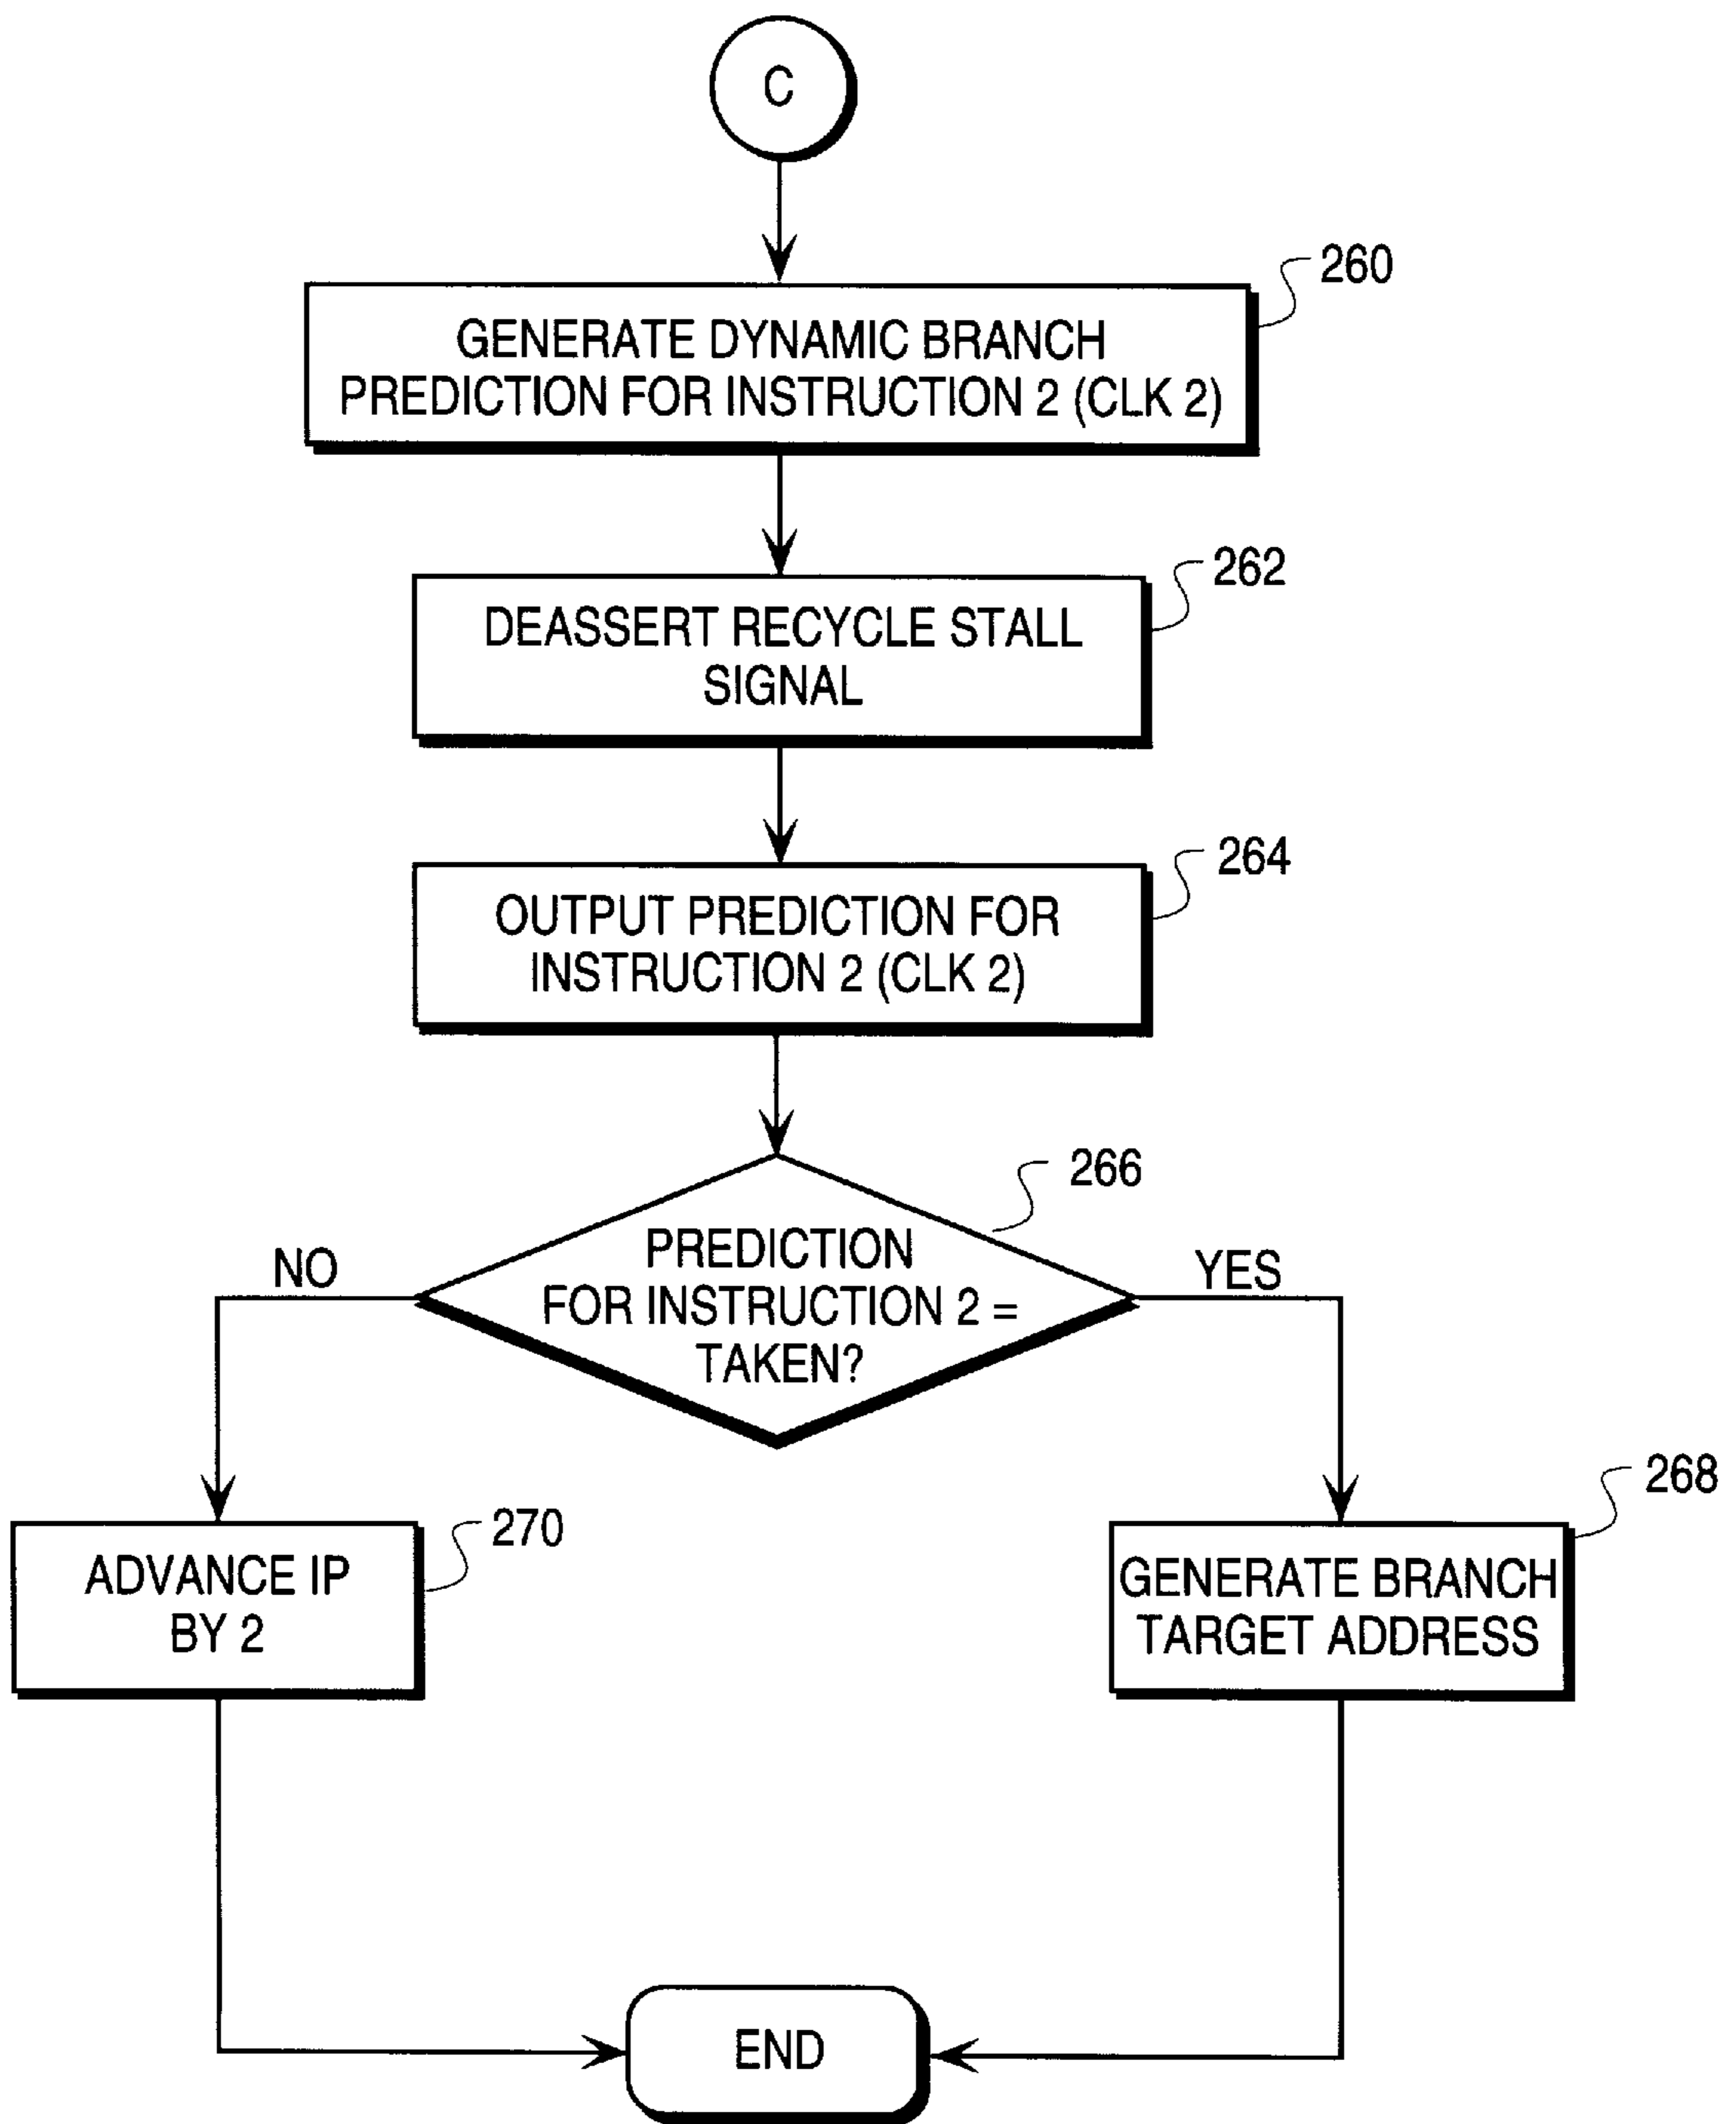 C
260
GENERATE DYNAMIC BRANCH
PREDICTION FOR INSTRUCTION 2 (CLK 2)
262
DEASSERT RECYCLE STALL
SIGNAL
264
OUTPUT PREDICTION FOR
INSTRUCTION 2 (CLK 2)
266
PREDICTION
FOR INSTRUCTION 2 =
TAKEN?
NO
YES
270
ADVANCE IP
BY 2
268
GENERATE BRANCH
TARGET ADDRESS
END